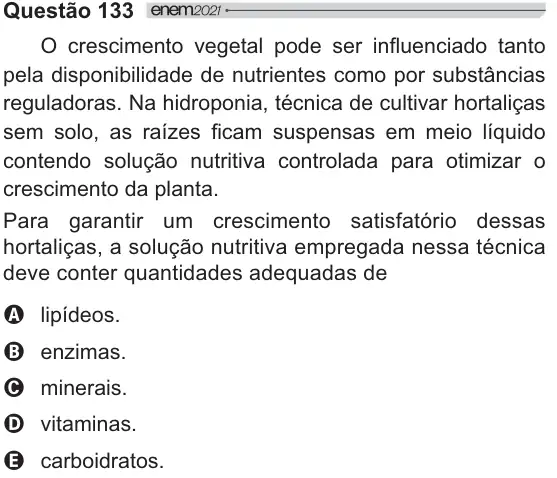 Questão 133 enem2021
O crescimento vegetal pode ser influenciado tanto
pela disponibilidade de nutrientes como por substâncias
reguladoras. Na hidroponia, técnica de cultivar hortaliças
sem solo, as raízes ficam suspensas em meio líquido
contendo solução nutritiva controlada para otimizar o
crescimento da planta.
Para garantir um crescimento satisfatório dessas
hortaliças, a solução nutritiva empregada nessa técnica
deve conter quantidades adequadas de
A lipídeos.
B enzimas.
C minerais.
D vitaminas.
E carboidratos.